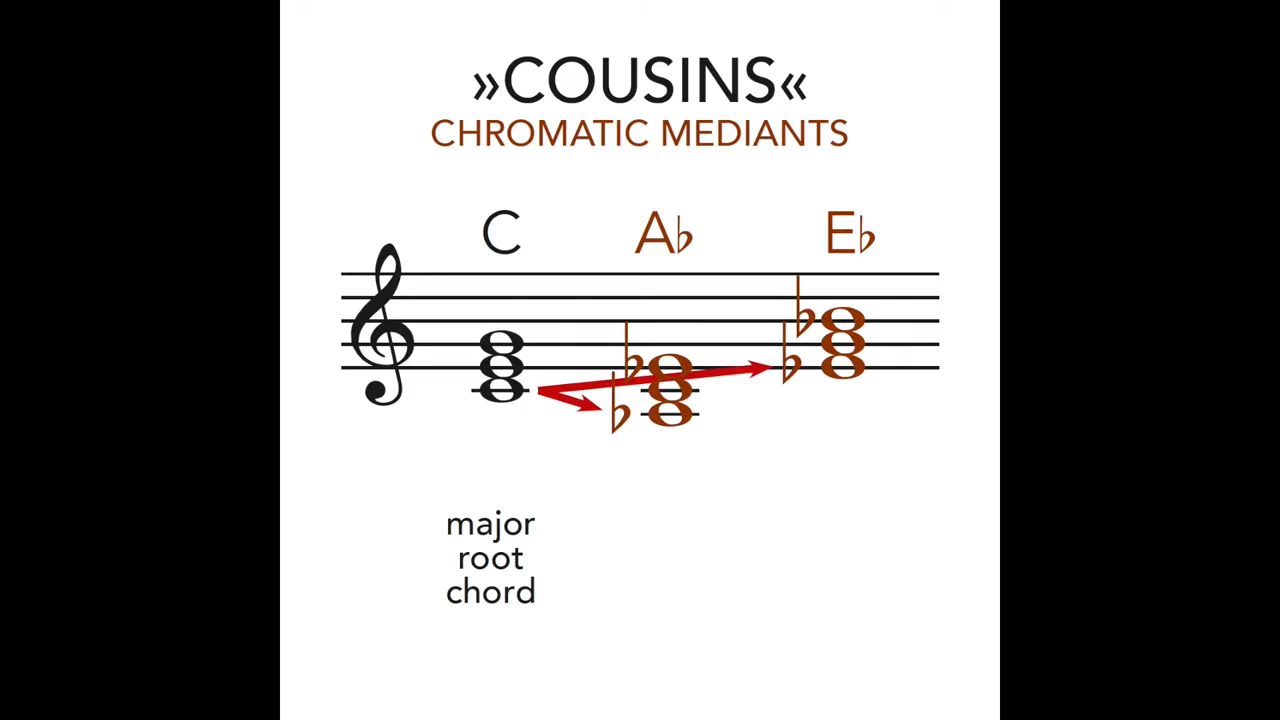 »COUSINS«
CHROMATIC MEDIANTS
C A♭ E♭
major
root
chord